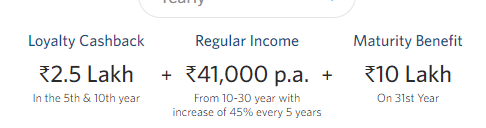 Yearly
Loyalty Cashback Regular Income Maturity Benefit
₹2.5 Lakh + ₹41,000 p.a. + ₹10 Lakh
In the 5th & 10th year From 10-30 year with On 31st Year
increase of 45% every 5 years